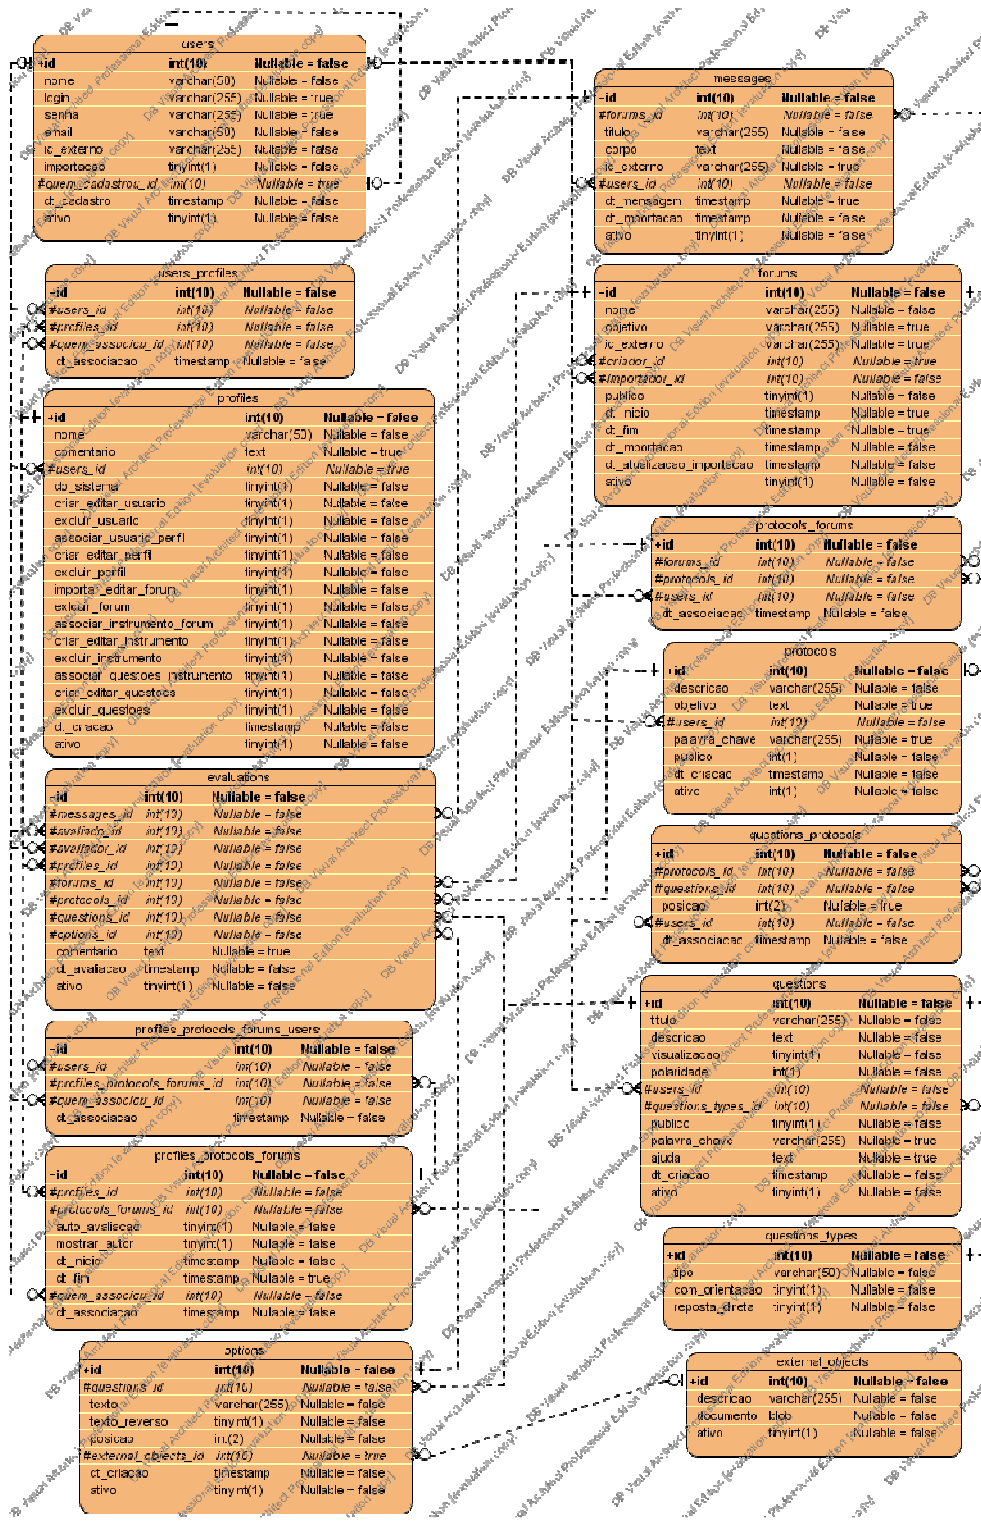 users
+id int(10) Nullable = false
nome varchar(50) Nullable = false
login varchar(255) Nullable = true
senha varchar(255) Nullable = true
email varchar(50) Nullable = false
id_externo varchar(255) Nullable = false
importacao tinyint(1) Nullable = false
#quem_cadastrou_id int(10) Nullable = true
dt_cadastro timestamp Nullable = false
ativo tinyint(1) Nullable = false
users_profiles
+id int(10) Nullable = false
#users_id int(10) Nullable = false
#profiles_id int(10) Nullable = false
#quem_associou_id int(10) Nullable = false
dt_associacao timestamp Nullable = false
profiles
+id int(10) Nullable = false
nome varchar(50) Nullable = false
comentario text Nullable = true
#users_id int(10) Nullable = true
do_sistema tinyint(1) Nullable = false
criar_editar_usuario tinyint(1) Nullable = false
excluir_usuario tinyint(1) Nullable = false
associar_usuario_perfil tinyint(1) Nullable = false
criar_editar_perfil tinyint(1) Nullable = false
excluir_perfil tinyint(1) Nullable = false
importar_editar_forum tinyint(1) Nullable = false
excluir_forum tinyint(1) Nullable = false
associar_instrumento_forum tinyint(1) Nullable = false
criar_editar_instrumento tinyint(1) Nullable = false
excluir_instrumento tinyint(1) Nullable = false
associar_questoes_instrumento tinyint(1) Nullable = false
criar_editar_questoes tinyint(1) Nullable = false
excluir_questoes tinyint(1) Nullable = false
dt_criacao timestamp Nullable = false
ativo tinyint(1) Nullable = false
evaluations
+id int(10) Nullable = false
#messages_id int(10) Nullable = false
#avaliado_id int(10) Nullable = false
#avaliador_id int(10) Nullable = false
#profiles_id int(10) Nullable = false
#forums_id int(10) Nullable = false
#protocols_id int(10) Nullable = false
#questions_id int(10) Nullable = false
#options_id int(10) Nullable = false
comentario text Nullable = true
dt_avaliacao timestamp Nullable = false
ativo tinyint(1) Nullable = false
profiles_protocols_forums_users
+id int(10) Nullable = false
#users_id int(10) Nullable = false
#profiles_protocols_forums_id int(10) Nullable = false
#quem_associou_id int(10) Nullable = false
dt_associacao timestamp Nullable = false
profiles_protocols_forums
+id int(10) Nullable = false
#profiles_id int(10) Nullable = false
#protocols_forums_id int(10) Nullable = false
auto_avaliacao tinyint(1) Nullable = false
mostrar_autor tinyint(1) Nullable = false
dt_inicio timestamp Nullable = false
dt_fim timestamp Nullable = true
#quem_associou_id int(10) Nullable = false
dt_associacao timestamp Nullable = false
options
+id int(10) Nullable = false
#questions_id int(10) Nullable = false
texto varchar(255) Nullable = false
texto_reverso tinyint(1) Nullable = false
posicao int(2) Nullable = false
#external_objects_id int(10) Nullable = true
dt_criacao timestamp Nullable = false
ativo tinyint(1) Nullable = false
messages
+id int(10) Nullable = false
#forums_id int(10) Nullable = false
titulo varchar(255) Nullable = false
corpo text Nullable = false
id_externo varchar(255) Nullable = true
#users_id int(10) Nullable = false
dt_mensagem timestamp Nullable = true
dt_importacao timestamp Nullable = false
ativo tinyint(1) Nullable = false
forums
+id int(10) Nullable = false
nome varchar(255) Nullable = false
objetivo varchar(255) Nullable = true
id_externo varchar(255) Nullable = true
#criador_id int(10) Nullable = true
#importador_id int(10) Nullable = true
publico tinyint(1) Nullable = false
dt_inicio timestamp Nullable = true
dt_fim timestamp Nullable = true
dt_importacao timestamp Nullable = false
dt_atualizacao_importacao timestamp Nullable = false
ativo tinyint(1) Nullable = false
protocols_forums
+id int(10) Nullable = false
#forums_id int(10) Nullable = false
#protocols_id int(10) Nullable = false
#users_id int(10) Nullable = false
dt_associacao timestamp Nullable = false
protocols
+id int(10) Nullable = false
descricao varchar(255) Nullable = false
objetivo text Nullable = true
#users_id int(10) Nullable = false
palavra_chave varchar(255) Nullable = true
publico int(1) Nullable = false
dt_criacao timestamp Nullable = false
ativo int(1) Nullable = false
questions_protocols
+id int(10) Nullable = false
#protocols_id int(10) Nullable = false
#questions_id int(10) Nullable = false
posicao int(2) Nullable = true
#users_id int(10) Nullable = false
dt_associacao timestamp Nullable = false
questions
+id int(10) Nullable = false
titulo varchar(255) Nullable = false
descricao text Nullable = false
visualizacao tinyint(1) Nullable = false
polaridade int(1) Nullable = false
#users_id int(10) Nullable = false
#questions_types_id int(10) Nullable = false
publico tinyint(1) Nullable = false
palavra_chave varchar(255) Nullable = true
ajuda text Nullable = true
dt_criacao timestamp Nullable = false
ativo tinyint(1) Nullable = false
questions_types
+id int(10) Nullable = false
tipo varchar(50) Nullable = false
com_orientacao tinyint(1) Nullable = false
reposta_direta tinyint(1) Nullable = false
external_objects
+id int(10) Nullable = false
descricao varchar(255) Nullable = false
documento blob Nullable = false
ativo tinyint(1) Nullable = false